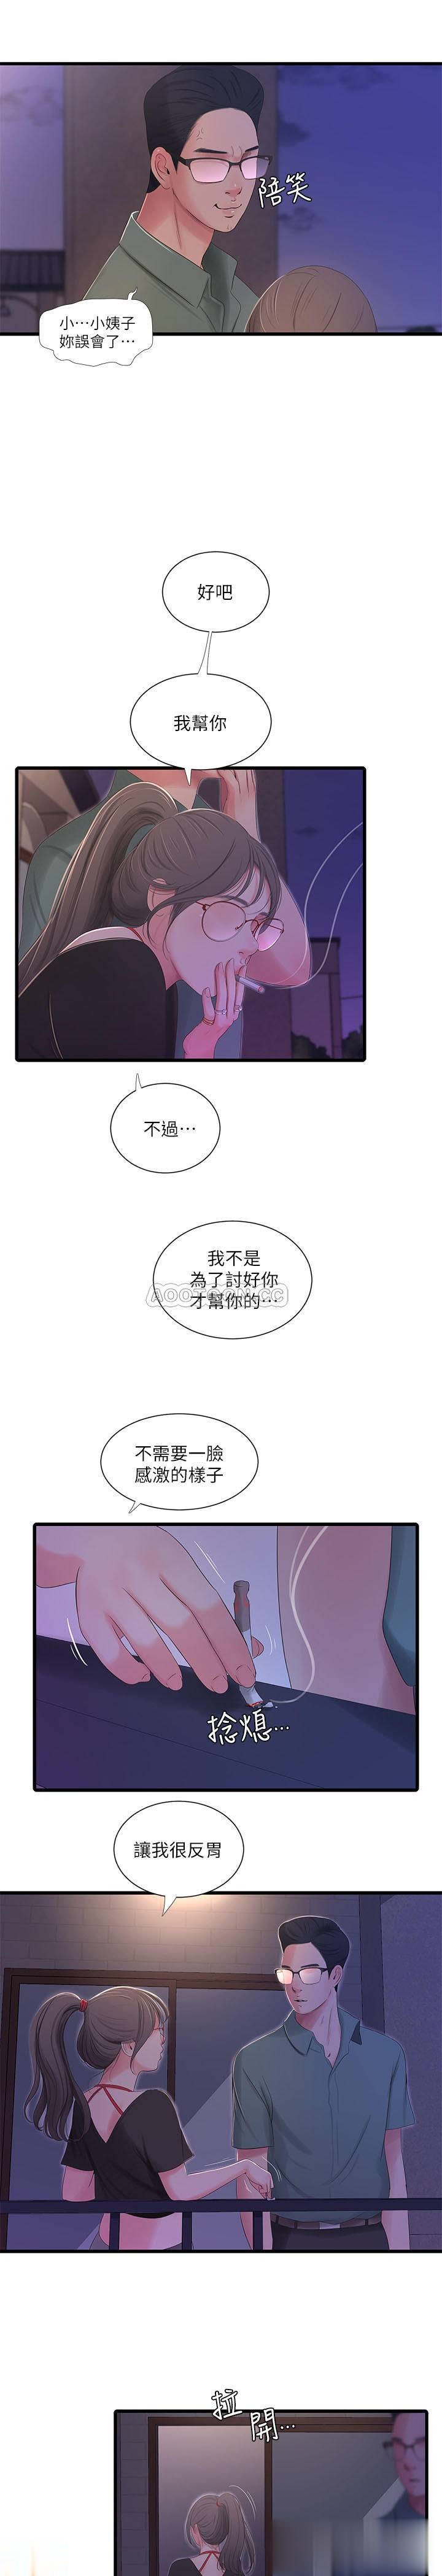 陪笑
小⋯小姨子
妳誤會了⋯
好吧
我幫你
不過⋯
我不是
為了討好你
才幫你的⋯
AOOTOON.CC
不需要一臉
感激的樣子
捻熄⋯
讓我很反胃
拉
開⋯